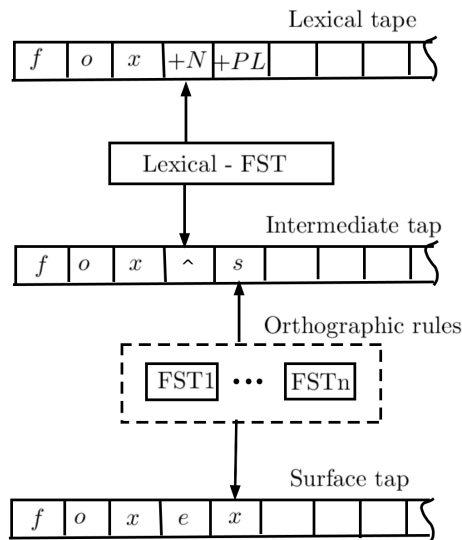 Lexical tape
f o x +N +PL
Lexical - FST
Intermediate tap
f o x ^ s
Orthographic rules
FST1 ••• FSTn
Surface tap
f o x e x